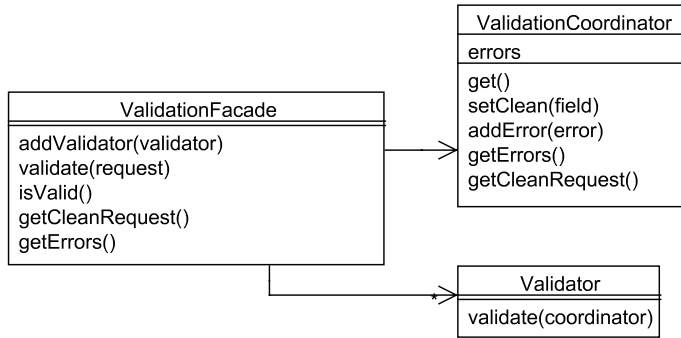 ValidationCoordinator
errors
get()
setClean(field)
addError(error)
getErrors()
getCleanRequest()
ValidationFacade
addValidator(validator)
validate(request)
isValid()
getCleanRequest()
getErrors()
*
Validator
validate(coordinator)